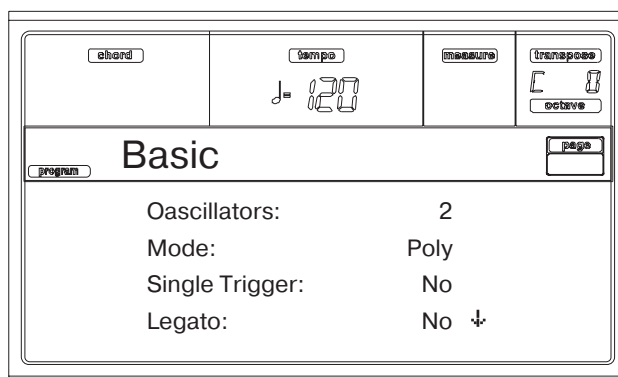 chord tempo measure transpose
♩= 120 C 0
octave
Basic page
program
Oascillators: 2
Mode: Poly
Single Trigger: No
Legato: No ↓